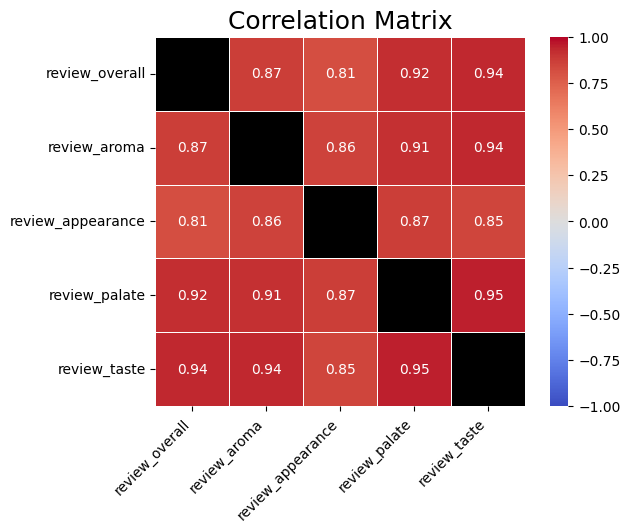 Correlation Matrix
review_overall 0.87 0.81 0.92 0.94
review_aroma 0.87 0.86 0.91 0.94
review_appearance 0.81 0.86 0.87 0.85
review_palate 0.92 0.91 0.87 0.95
review_taste 0.94 0.94 0.85 0.95
review_overall
review_aroma
review_appearance
review_palate
review_taste
1.00
0.75
0.50
0.25
0.00
−0.25
−0.50
−0.75
−1.00